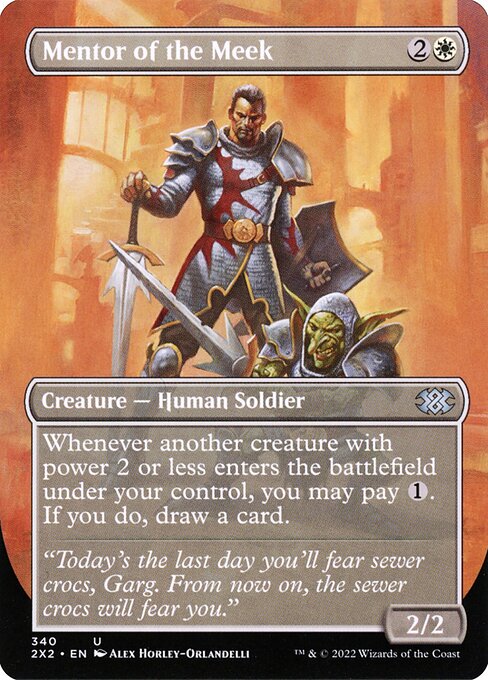 Mentor of the Meek 2
Creature — Human Soldier
Whenever another creature with
power 2 or less enters the battlefield
under your control, you may pay 1.
If you do, draw a card.
“Today's the last day you'll fear sewer
crocs, Garg. From now on, the sewer
crocs will fear you.”
2/2
340 U
2X2 • EN ALEX HORLEY-ORLANDELLI
™ & © 2022 Wizards of the Coast